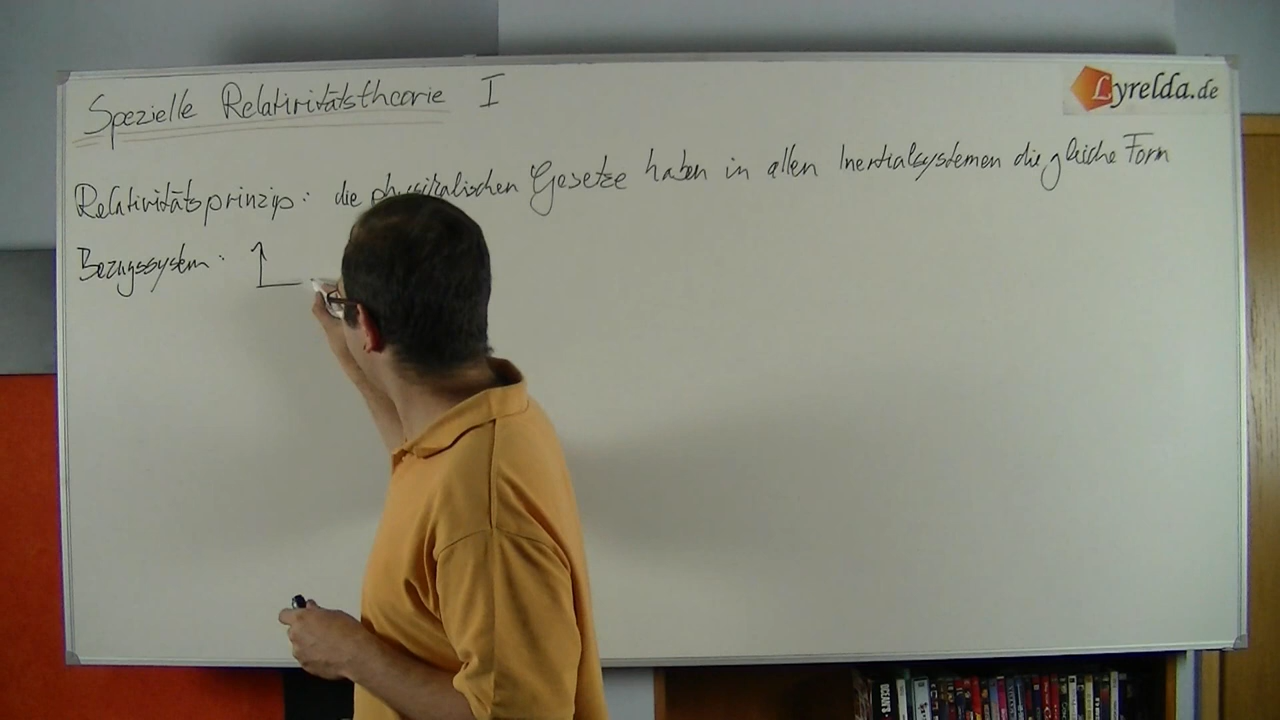 Spezielle Relativitätstheorie I
Lyrelda.de
Relativitätsprinzip: die physikalischen Gesetze haben in allen Inertialsystemen die gleiche Form
Bezugssystem: